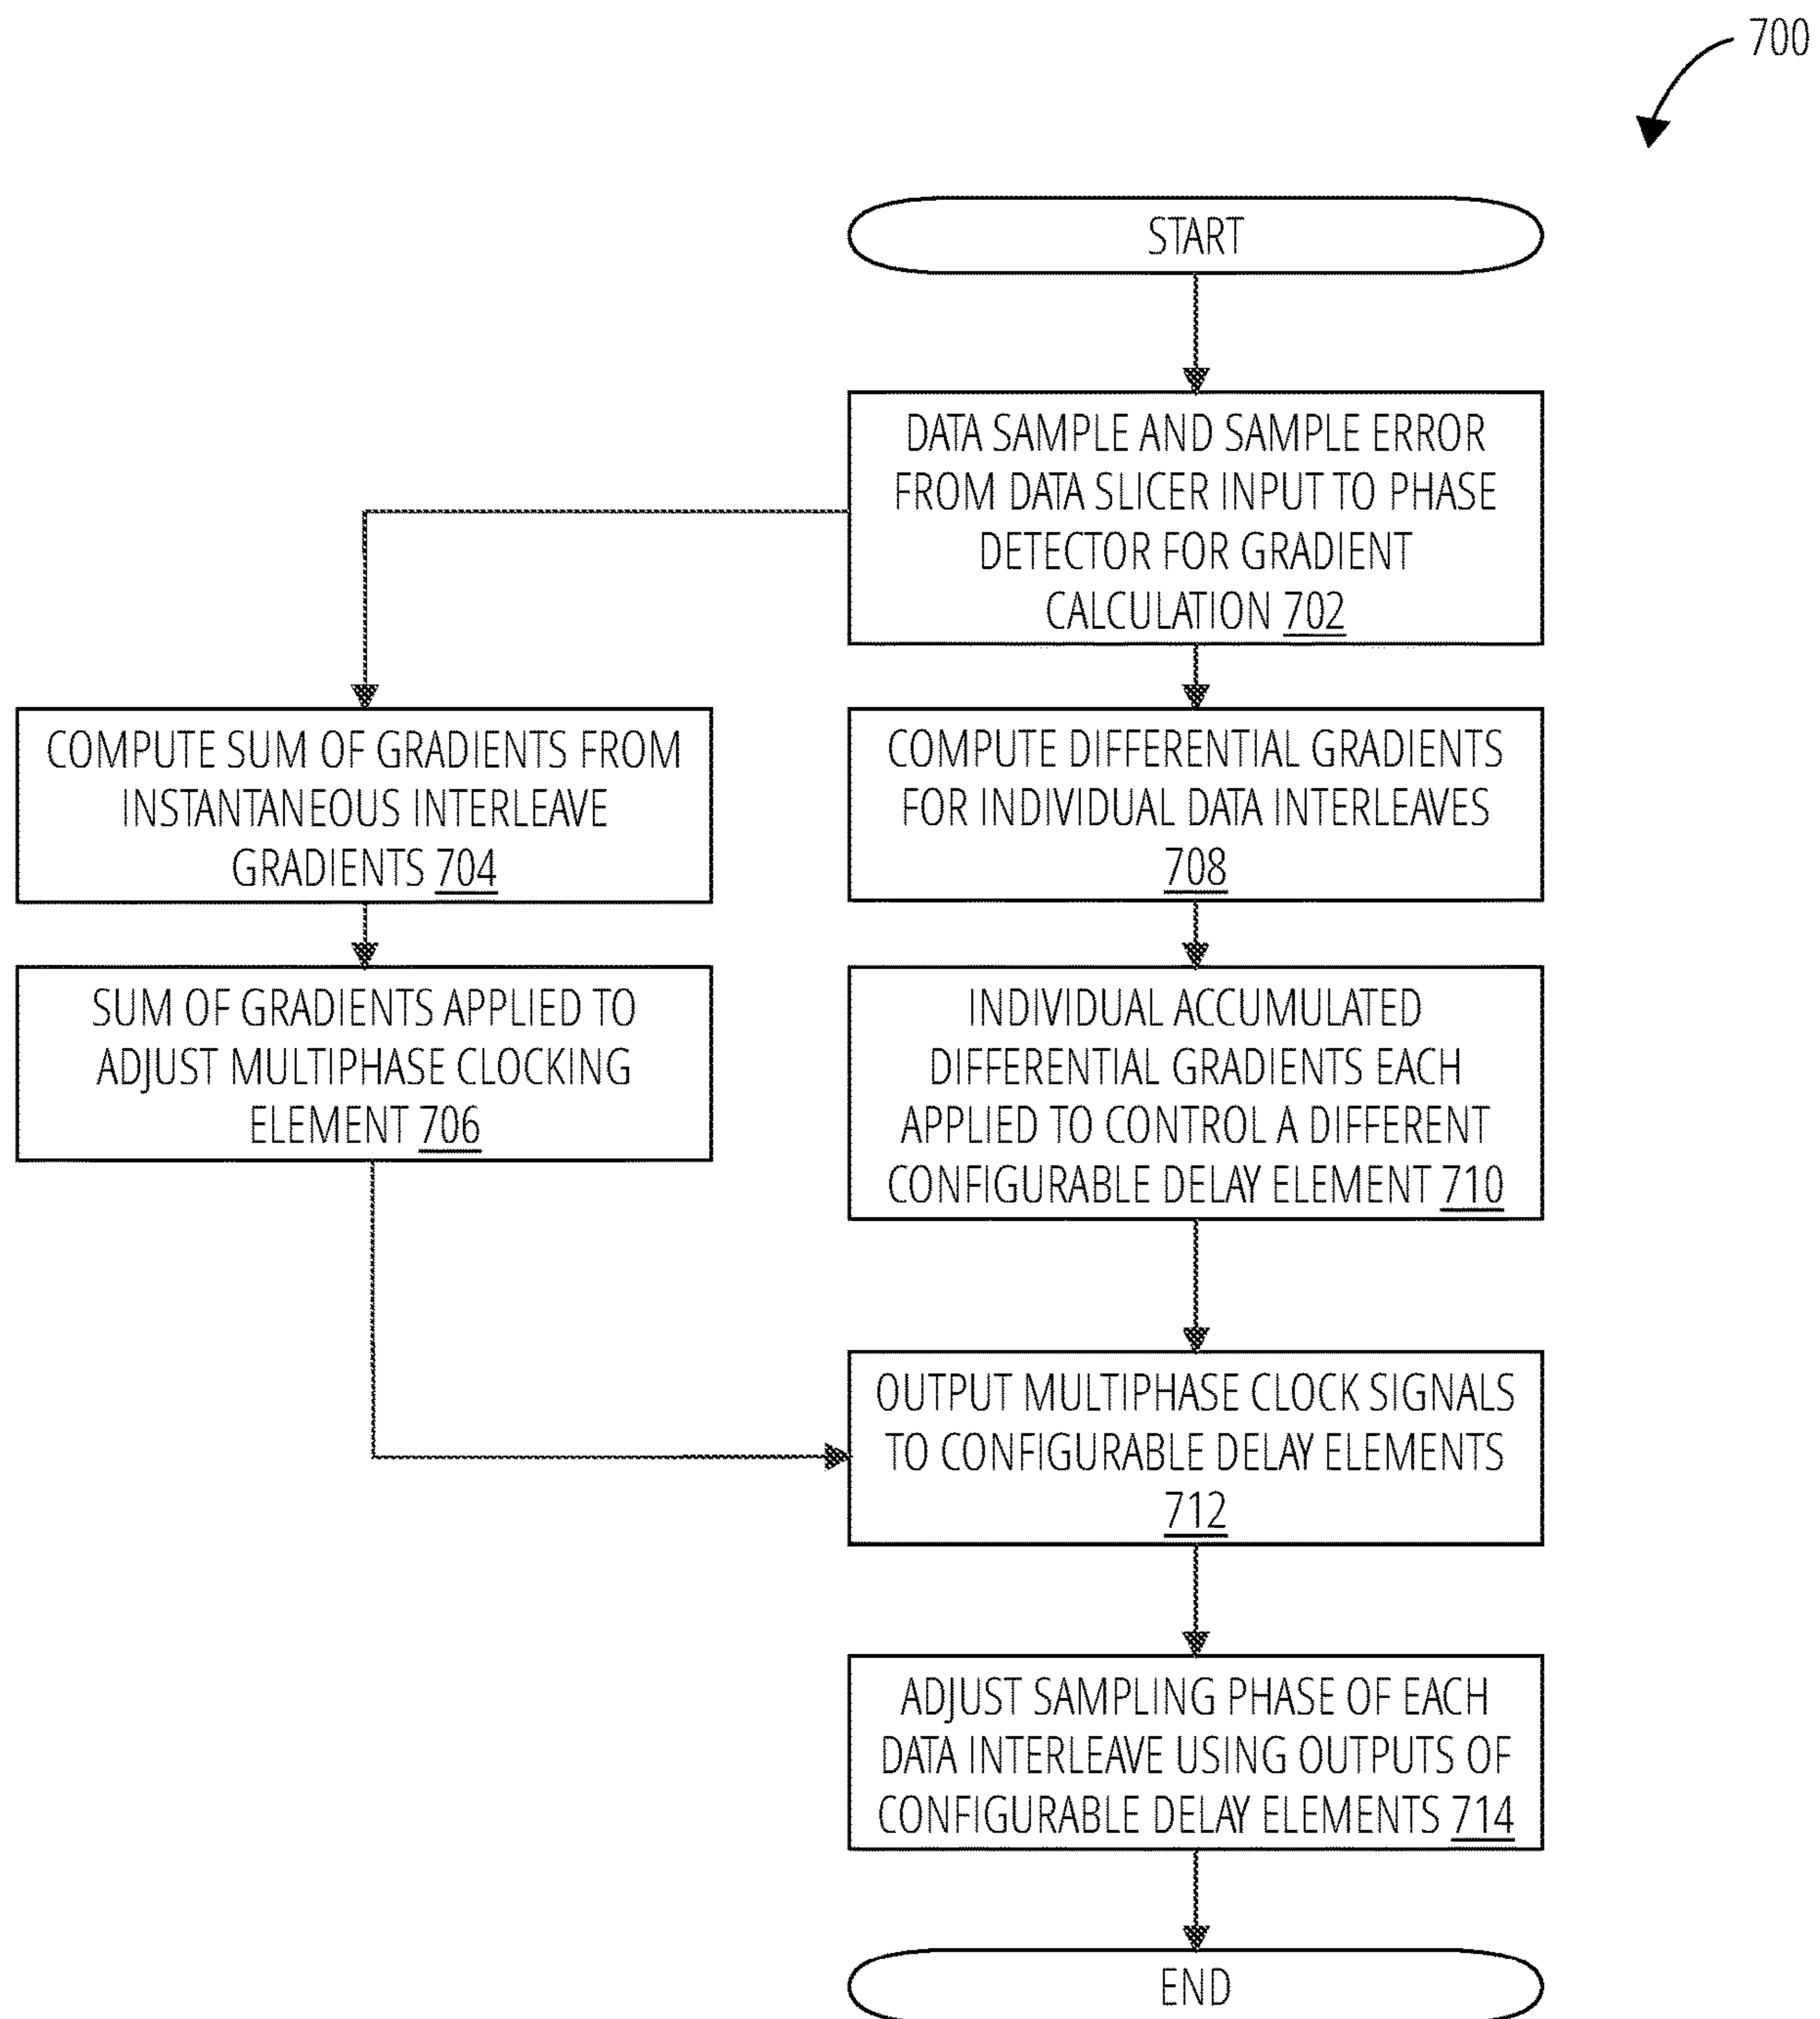 700
START
DATA SAMPLE AND SAMPLE ERROR
FROM DATA SLICER INPUT TO PHASE
DETECTOR FOR GRADIENT
CALCULATION 702
COMPUTE SUM OF GRADIENTS FROM
INSTANTANEOUS INTERLEAVE
GRADIENTS 704
COMPUTE DIFFERENTIAL GRADIENTS
FOR INDIVIDUAL DATA INTERLEAVES
708
SUM OF GRADIENTS APPLIED TO
ADJUST MULTIPHASE CLOCKING
ELEMENT 706
INDIVIDUAL ACCUMULATED
DIFFERENTIAL GRADIENTS EACH
APPLIED TO CONTROL A DIFFERENT
CONFIGURABLE DELAY ELEMENT 710
OUTPUT MULTIPHASE CLOCK SIGNALS
TO CONFIGURABLE DELAY ELEMENTS
712
ADJUST SAMPLING PHASE OF EACH
DATA INTERLEAVE USING OUTPUTS OF
CONFIGURABLE DELAY ELEMENTS 714
END